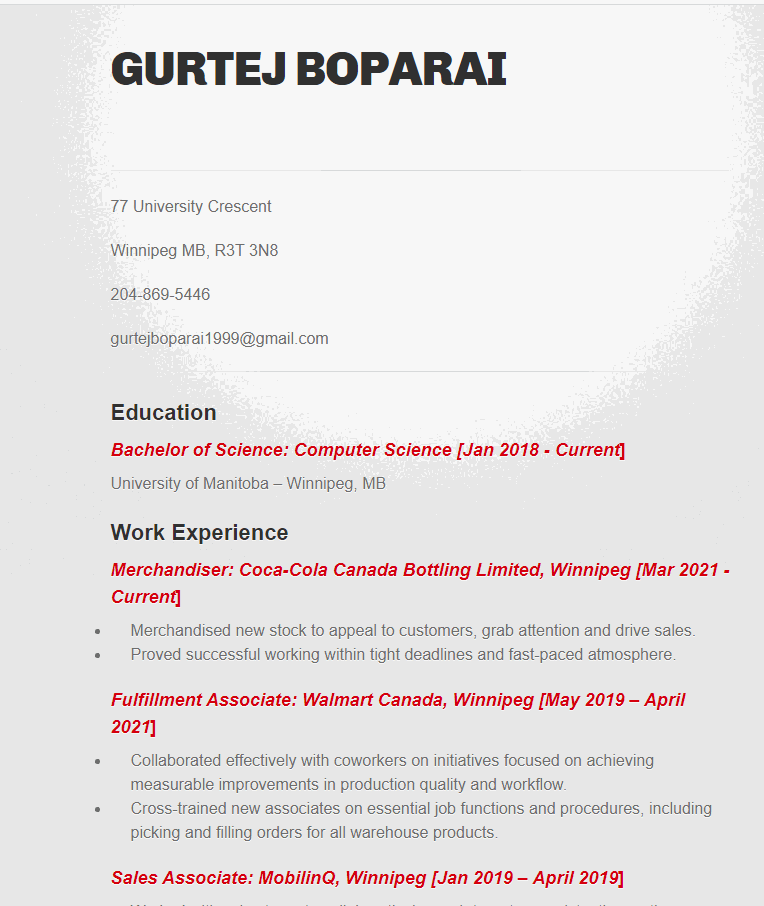 GURTEJ BOPARAI
77 University Crescent
Winnipeg MB, R3T 3N8
204-869-5446
gurtejboparai1999@gmail.com
Education
Bachelor of Science: Computer Science [Jan 2018 - Current]
University of Manitoba – Winnipeg, MB
Work Experience
Merchandiser: Coca-Cola Canada Bottling Limited, Winnipeg [Mar 2021 -
Current]
• Merchandised new stock to appeal to customers, grab attention and drive sales.
• Proved successful working within tight deadlines and fast-paced atmosphere.
Fulfillment Associate: Walmart Canada, Winnipeg [May 2019 – April
2021]
• Collaborated effectively with coworkers on initiatives focused on achieving
measurable improvements in production quality and workflow.
• Cross-trained new associates on essential job functions and procedures, including
picking and filling orders for all warehouse products.
Sales Associate: MobilinQ, Winnipeg [Jan 2019 – April 2019]